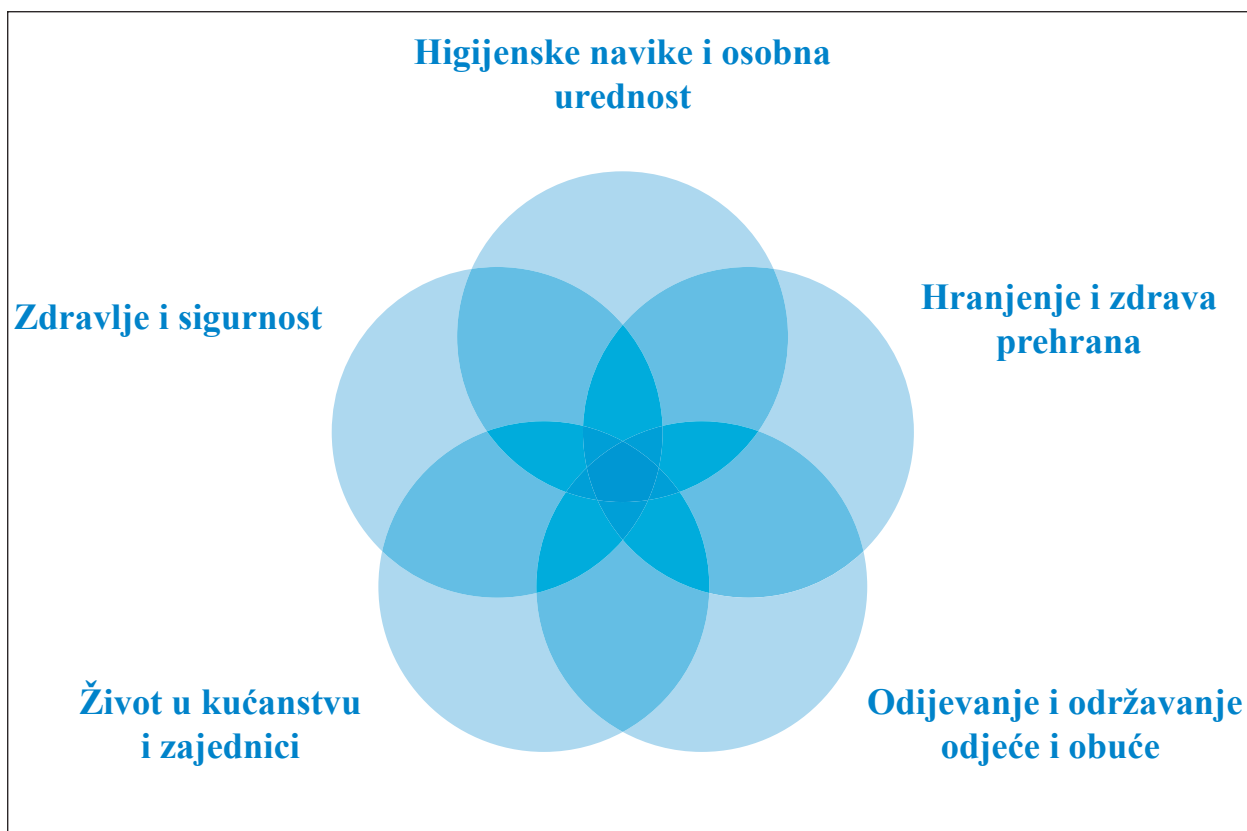 Higijenske navike i osobna
urednost
Zdravlje i sigurnost
Hranjenje i zdrava
prehrana
Život u kućanstvu
i zajednici
Odijevanje i održavanje
odjeće i obuće